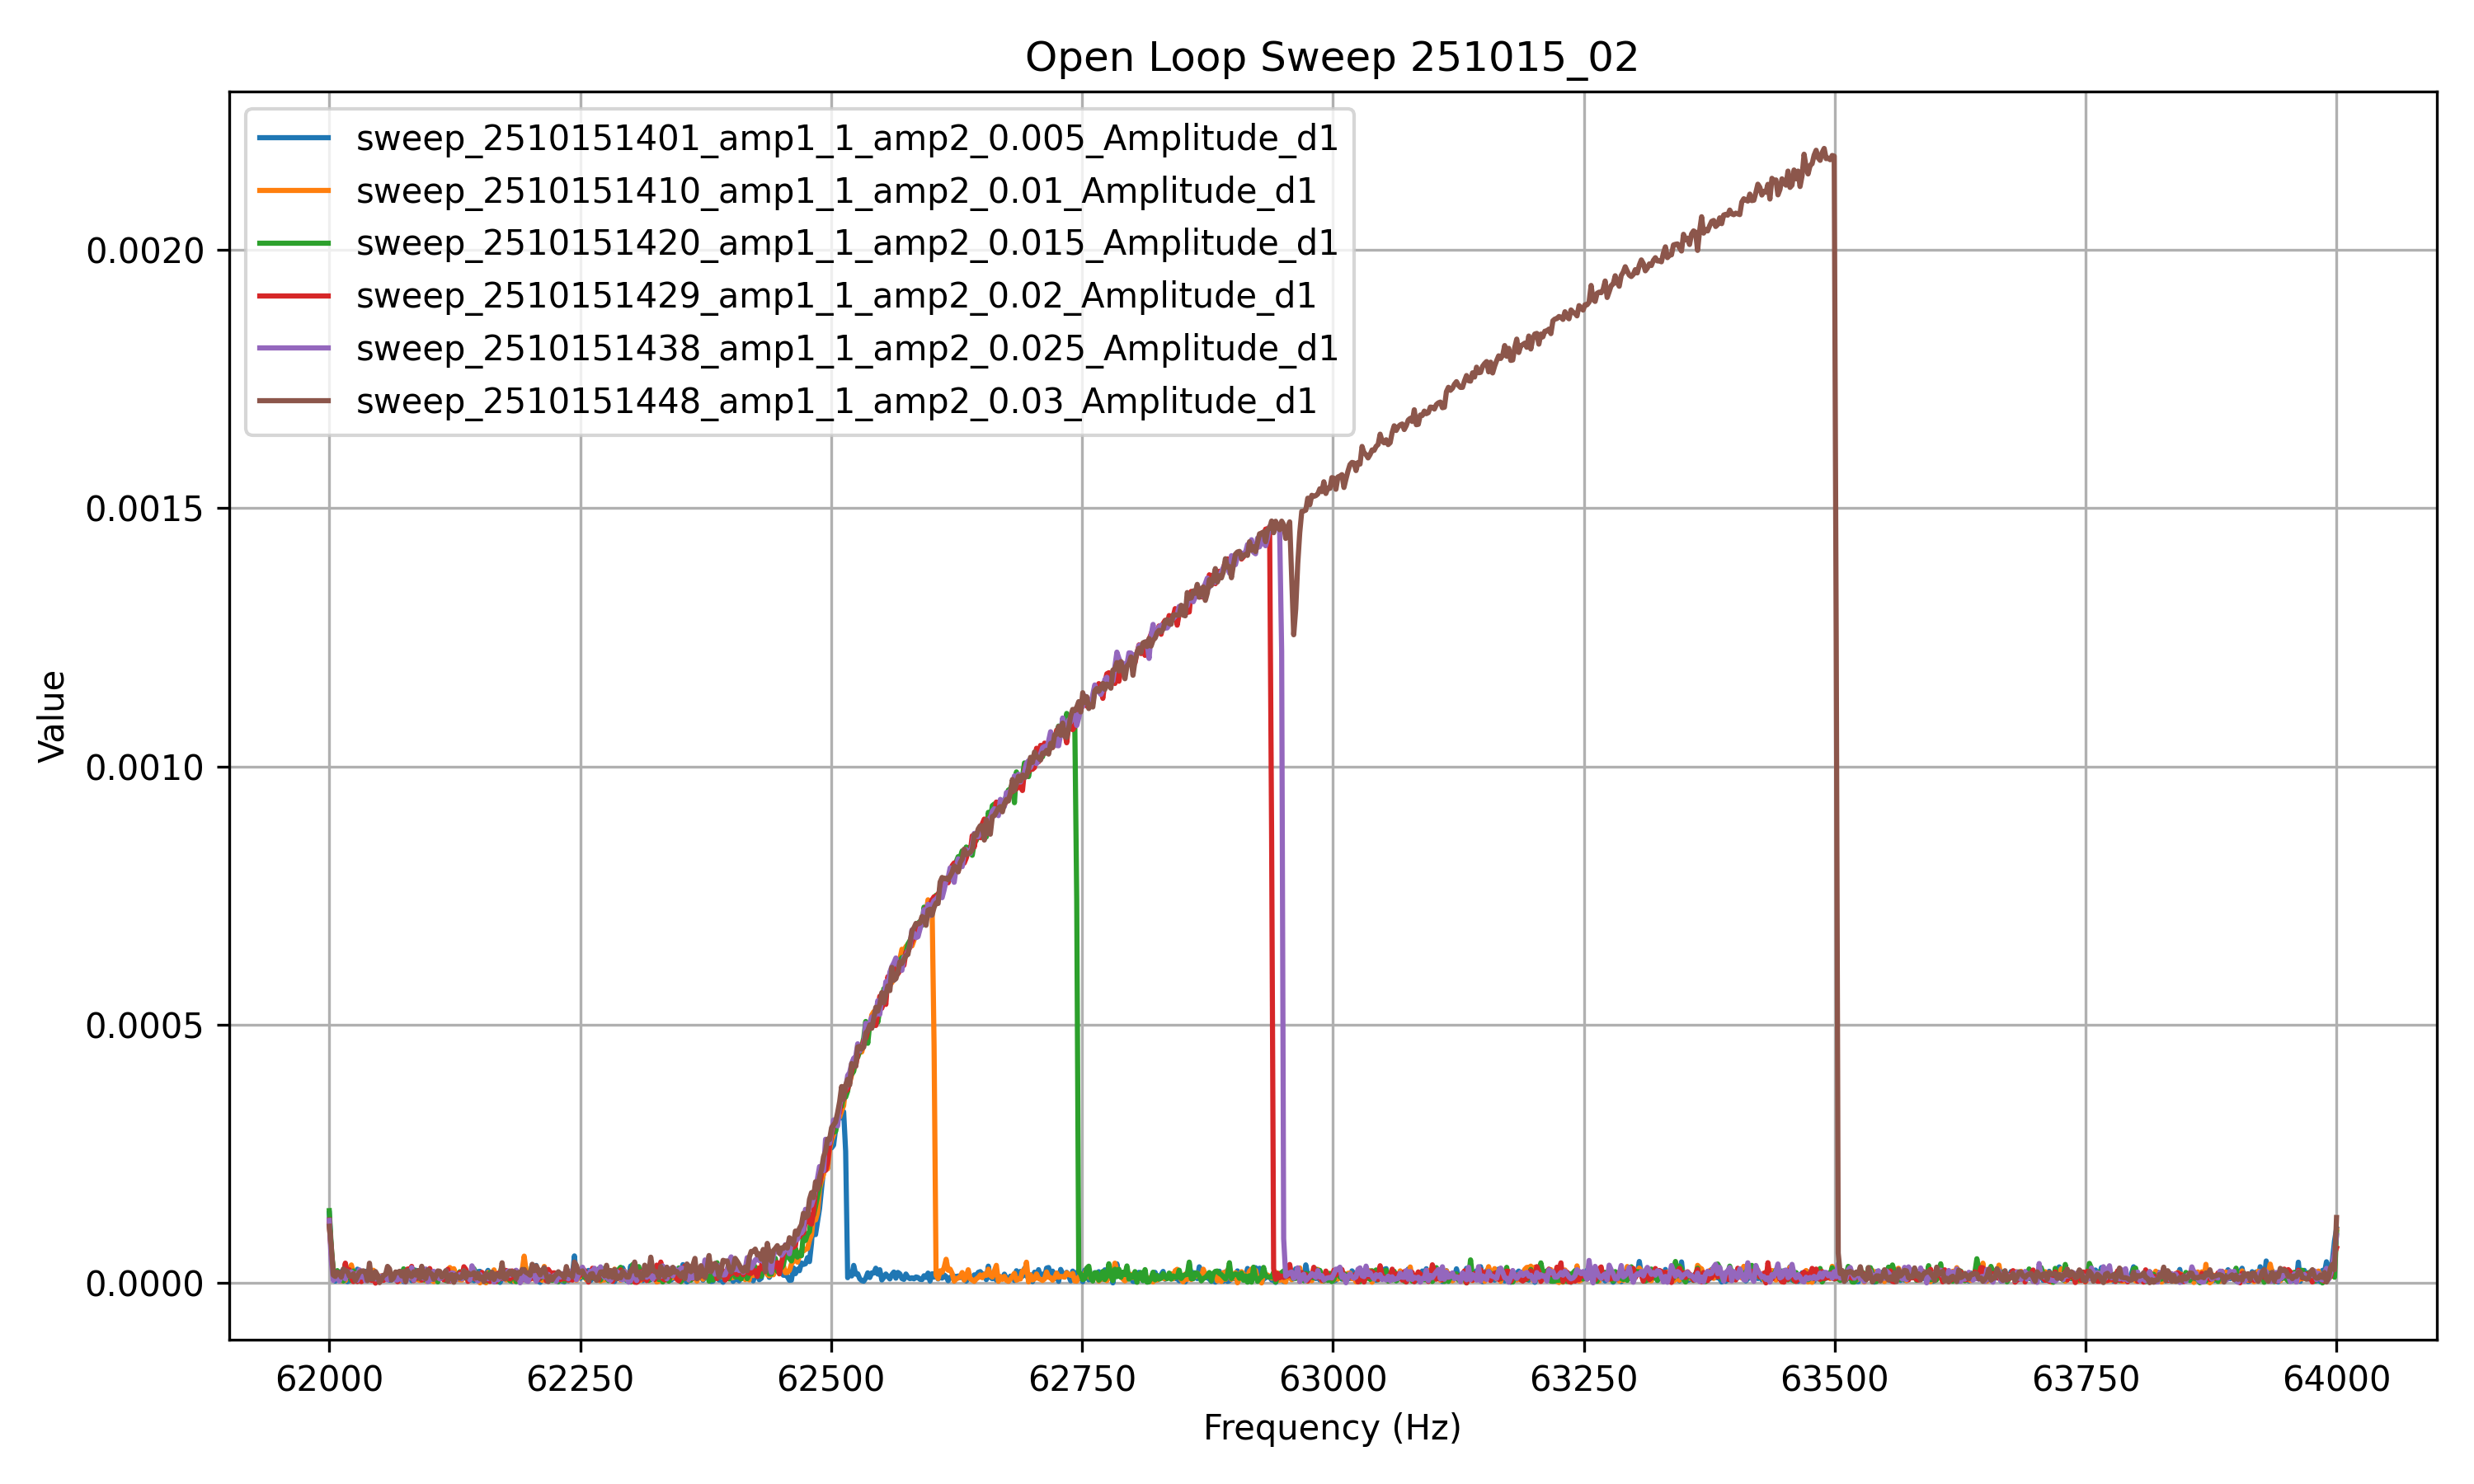 Open Loop Sweep 251015_02
sweep_2510151401_amp1_1_amp2_0.005_Amplitude_d1
sweep_2510151410_amp1_1_amp2_0.01_Amplitude_d1
sweep_2510151420_amp1_1_amp2_0.015_Amplitude_d1
sweep_2510151429_amp1_1_amp2_0.02_Amplitude_d1
sweep_2510151438_amp1_1_amp2_0.025_Amplitude_d1
sweep_2510151448_amp1_1_amp2_0.03_Amplitude_d1
0.0020
0.0015
0.0010
0.0005
0.0000
Value
62000 62250 62500 62750 63000 63250 63500 63750 64000
Frequency (Hz)